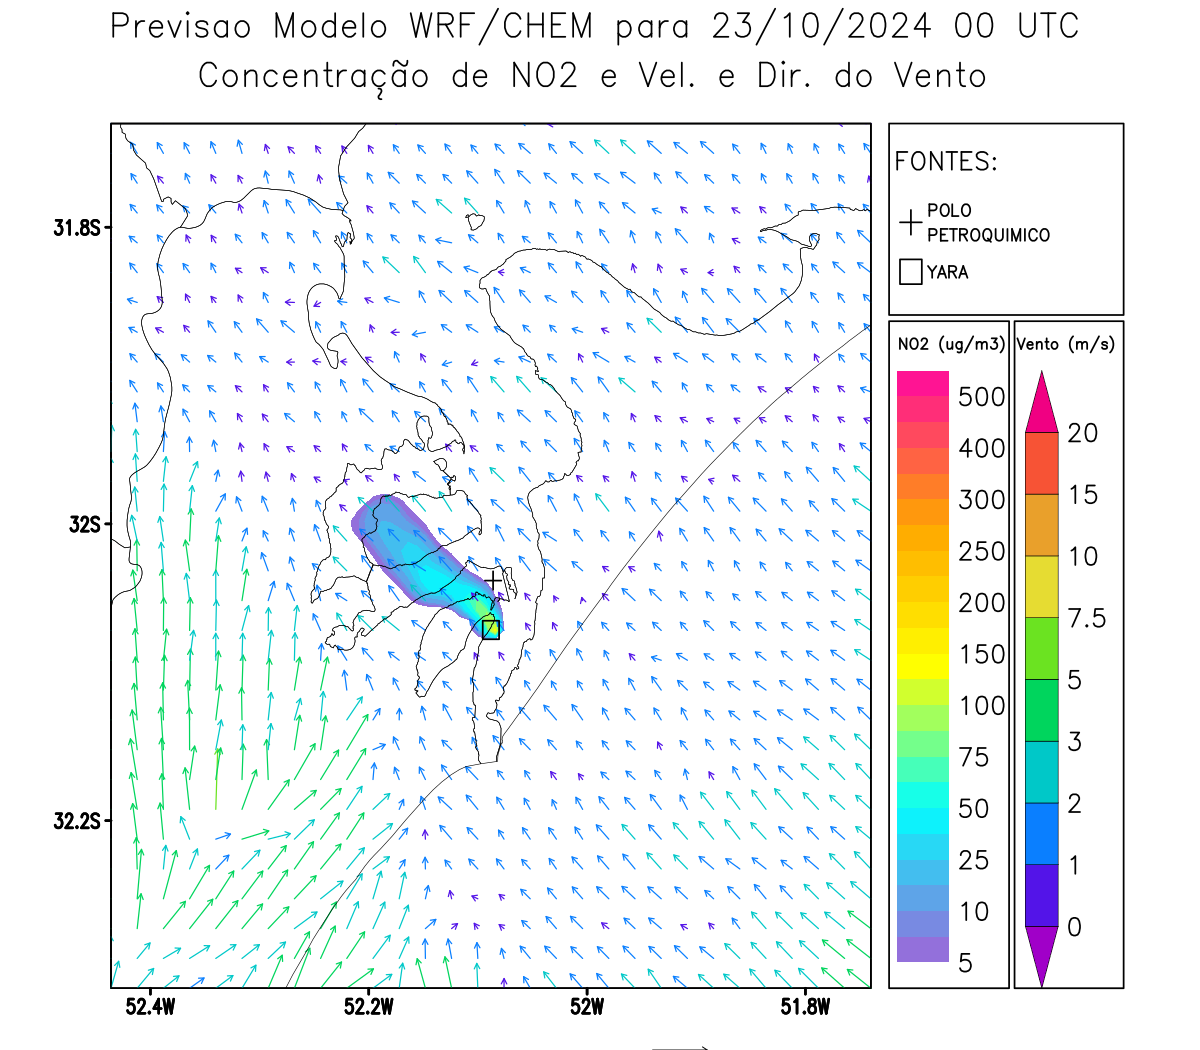 Previsao Modelo WRF/CHEM para 23/10/2024 00 UTC
Concentração de NO2 e Vel. e Dir. do Vento
FONTES:
POLO
PETROQUIMICO
YARA
NO2 (ug/m3)
500
400
300
250
200
150
100
75
50
25
10
5
Vento (m/s)
20
15
10
7.5
5
3
2
1
0
31.8S
32S
32.2S
52.4W
52.2W
52W
51.8W